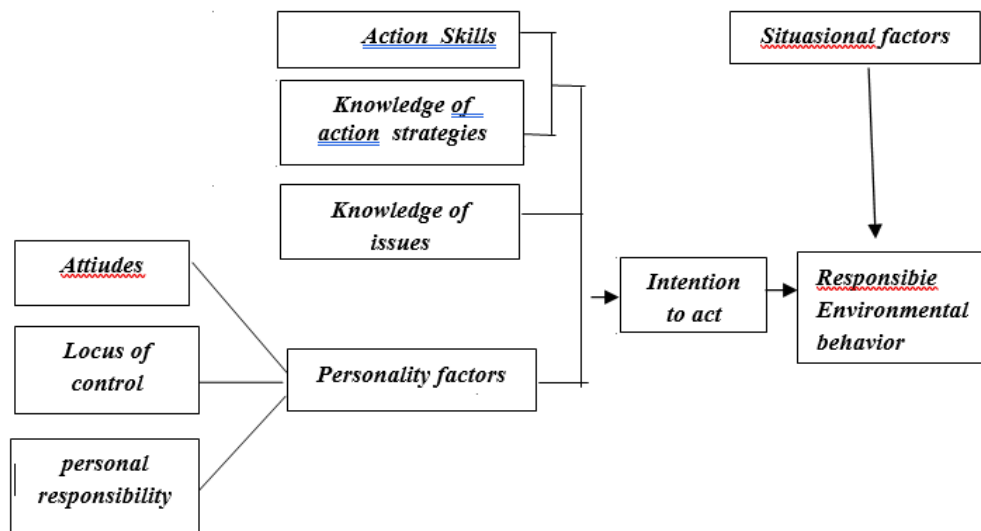 Action Skills
Situasional factors
Knowledge of
action strategies
Knowledge of
issues
Attiudes
Locus of
control
personal
responsibility
Personality factors
Intention
to act
Responsibie
Environmental
behavior